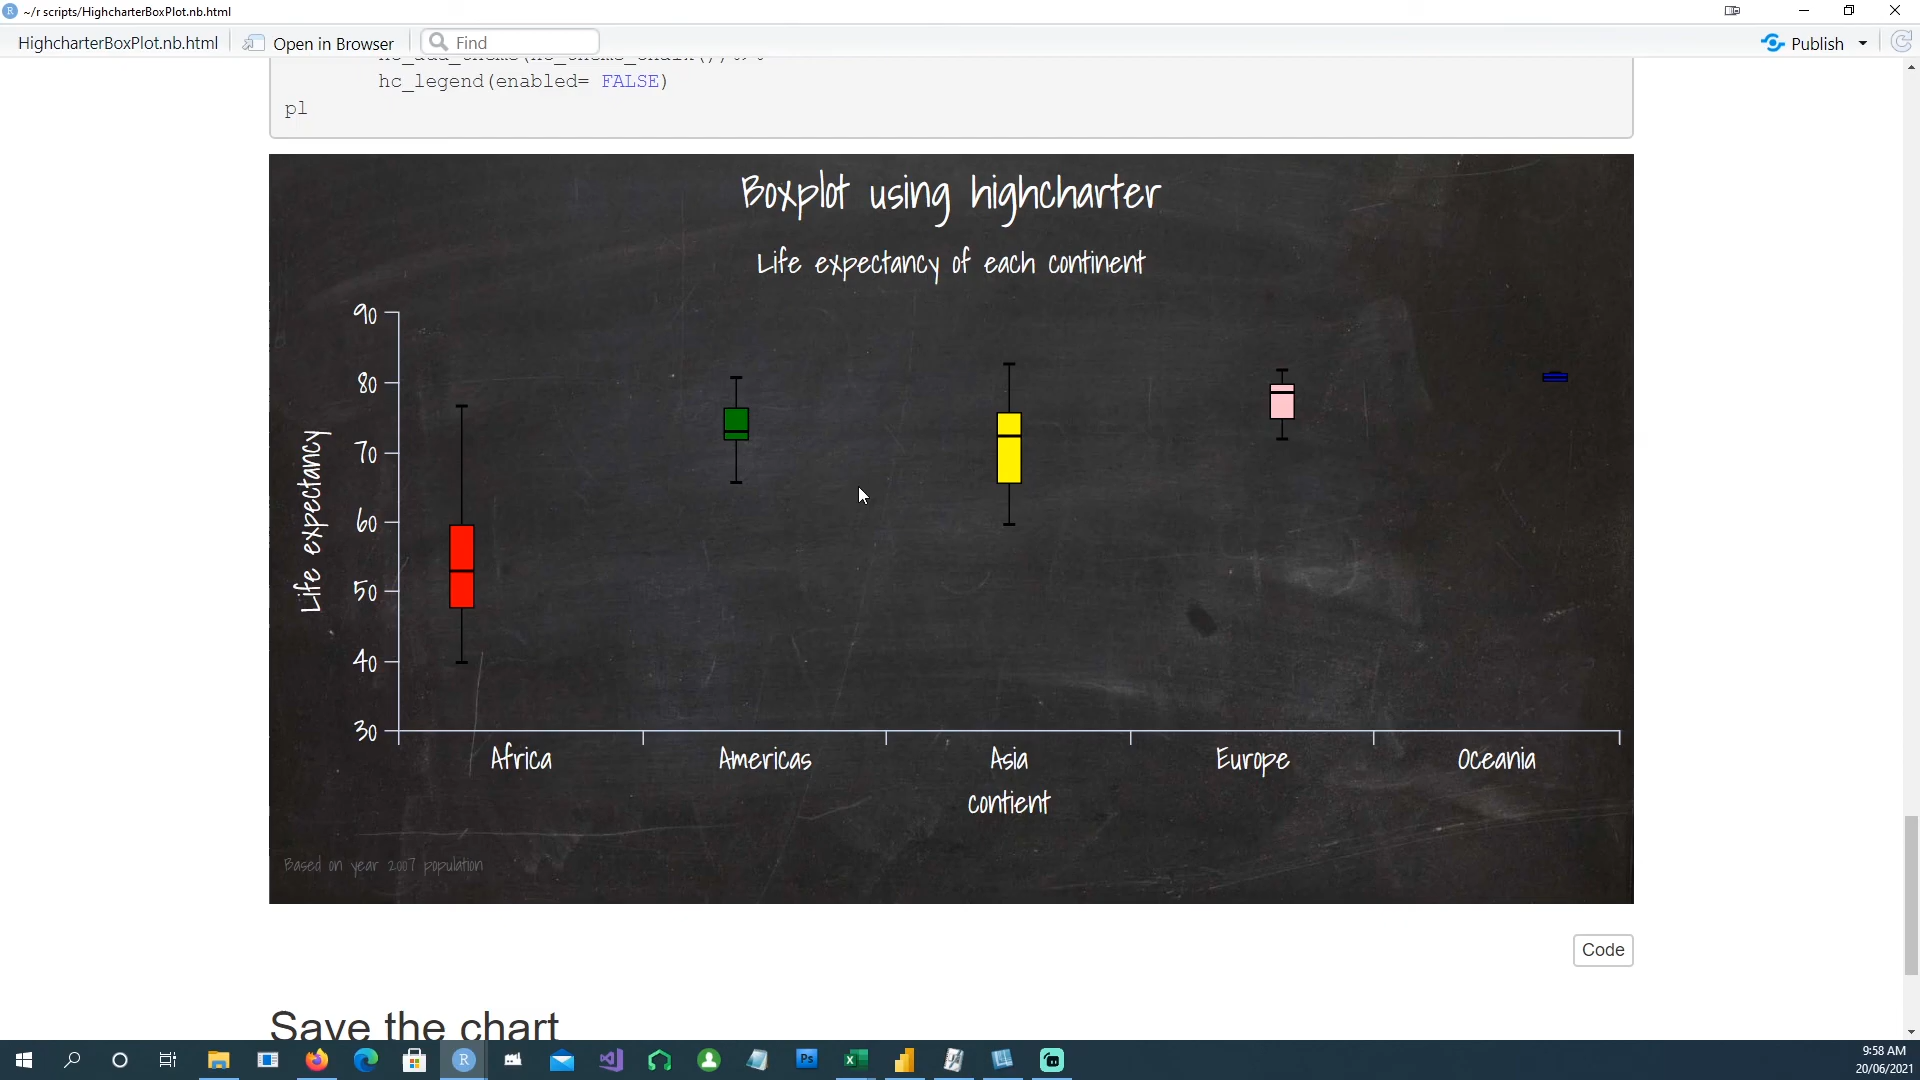 ~/r scripts/HighcharterBoxPlot.nb.html
HighcharterBoxPlot.nb.html
Open in Browser
Find
Publish
hc_legend(enabled= FALSE)
pl
Boxplot using highcharter
Life expectancy of each continent
Life expectancy
90
80
70
60
50
40
30
Africa Americas Asia Europe Oceania
contient
Based on year 2007 population
Code
Save the chart
9:58 AM
20/06/2021